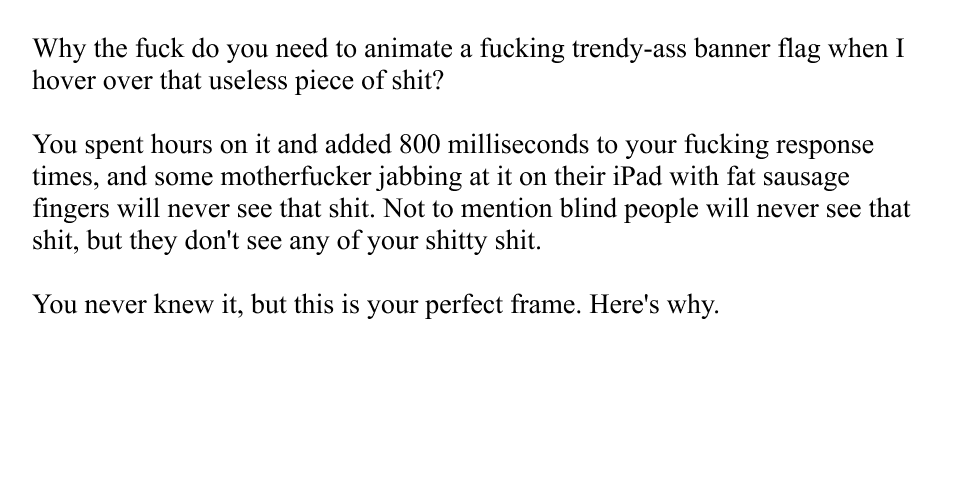 Why the fuck do you need to animate a fucking trendy-ass banner flag when I
hover over that useless piece of shit?
You spent hours on it and added 800 milliseconds to your fucking response
times, and some motherfucker jabbing at it on their iPad with fat sausage
fingers will never see that shit. Not to mention blind people will never see that
shit, but they don't see any of your shitty shit.
You never knew it, but this is your perfect frame. Here's why.